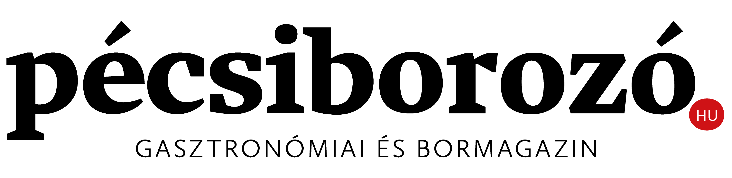 pécsiborozó
HU
GASZTRONÓMIAI ÉS BORMAGAZIN